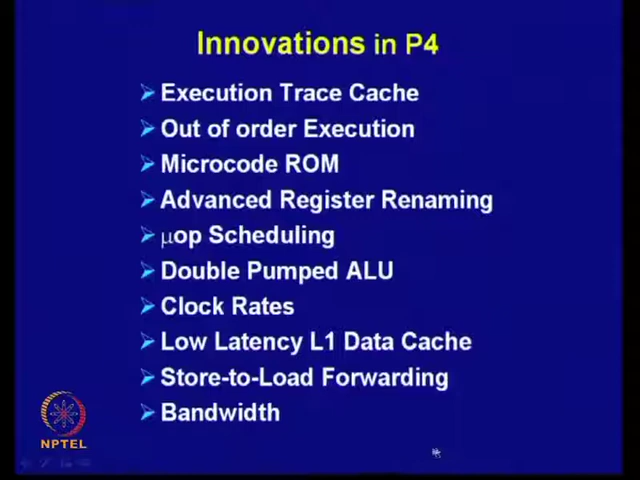 Innovations in P4
Execution Trace Cache
Out of order Execution
Microcode ROM
Advanced Register Renaming
μop Scheduling
Double Pumped ALU
Clock Rates
Low Latency L1 Data Cache
Store-to-Load Forwarding
Bandwidth
NPTEL